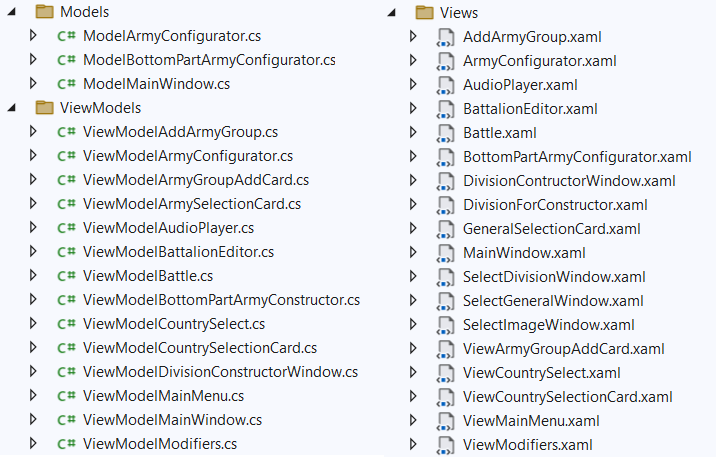 Models
C# ModelArmyConfigurator.cs
C# ModelBottomPartArmyConfigurator.cs
C# ModelMainWindow.cs
ViewModels
C# ViewModelAddArmyGroup.cs
C# ViewModelArmyConfigurator.cs
C# ViewModelArmyGroupAddCard.cs
C# ViewModelArmySelectionCard.cs
C# ViewModelAudioPlayer.cs
C# ViewModelBattalionEditor.cs
C# ViewModelBattle.cs
C# ViewModelBottomPartArmyConstructor.cs
C# ViewModelCountrySelect.cs
C# ViewModelCountrySelectionCard.cs
C# ViewModelDivisionConstructorWindow.cs
C# ViewModelMainMenu.cs
C# ViewModelMainWindow.cs
C# ViewModelModifiers.cs
Views
AddArmyGroup.xaml
ArmyConfigurator.xaml
AudioPlayer.xaml
BattalionEditor.xaml
Battle.xaml
BottomPartArmyConfigurator.xaml
DivisionContructorWindow.xaml
DivisionForConstructor.xaml
GeneralSelectionCard.xaml
MainWindow.xaml
SelectDivisionWindow.xaml
SelectGeneralWindow.xaml
SelectImageWindow.xaml
ViewArmyGroupAddCard.xaml
ViewCountrySelect.xaml
ViewCountrySelectionCard.xaml
ViewMainMenu.xaml
ViewModifiers.xaml